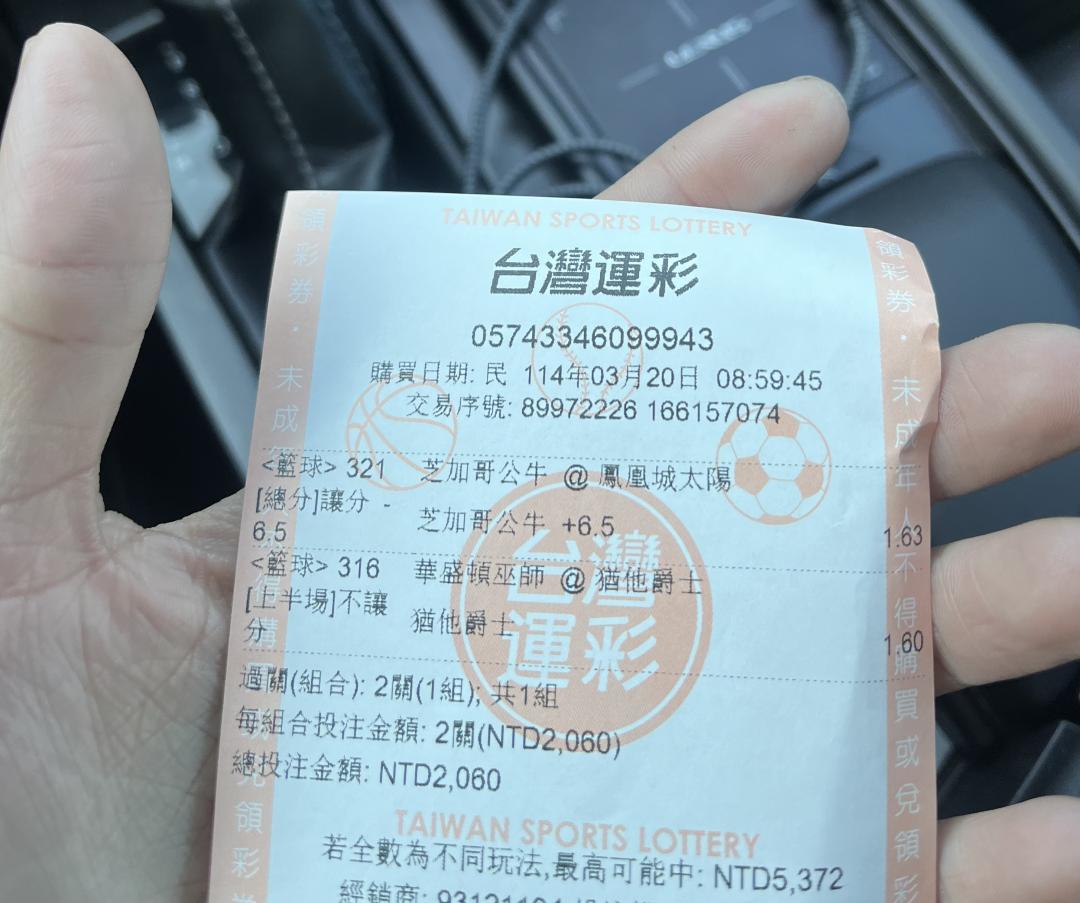 TAIWAN SPORTS LOTTERY
台灣運彩
05743346099943
購買日期: 民 114年03月20日 08:59:45
交易序號: 89972226 166157074
<籃球> 321 芝加哥公牛 @ 鳳凰城太陽
[總分]讓分 - 芝加哥公牛 +6.5
6.5 1.63
<籃球> 316 華盛頓巫師 @ 猶他爵士
[上半場]不讓 猶他爵士
分 1.60
過關(組合): 2關(1組); 共1組
每組合投注金額: 2關(NTD2,060)
總投注金額: NTD2,060
TAIWAN SPORTS LOTTERY
若全數為不同玩法,最高可能中: NTD5,372
經銷商:
台灣
運彩
領彩券・未成年人不得購買或兌領彩